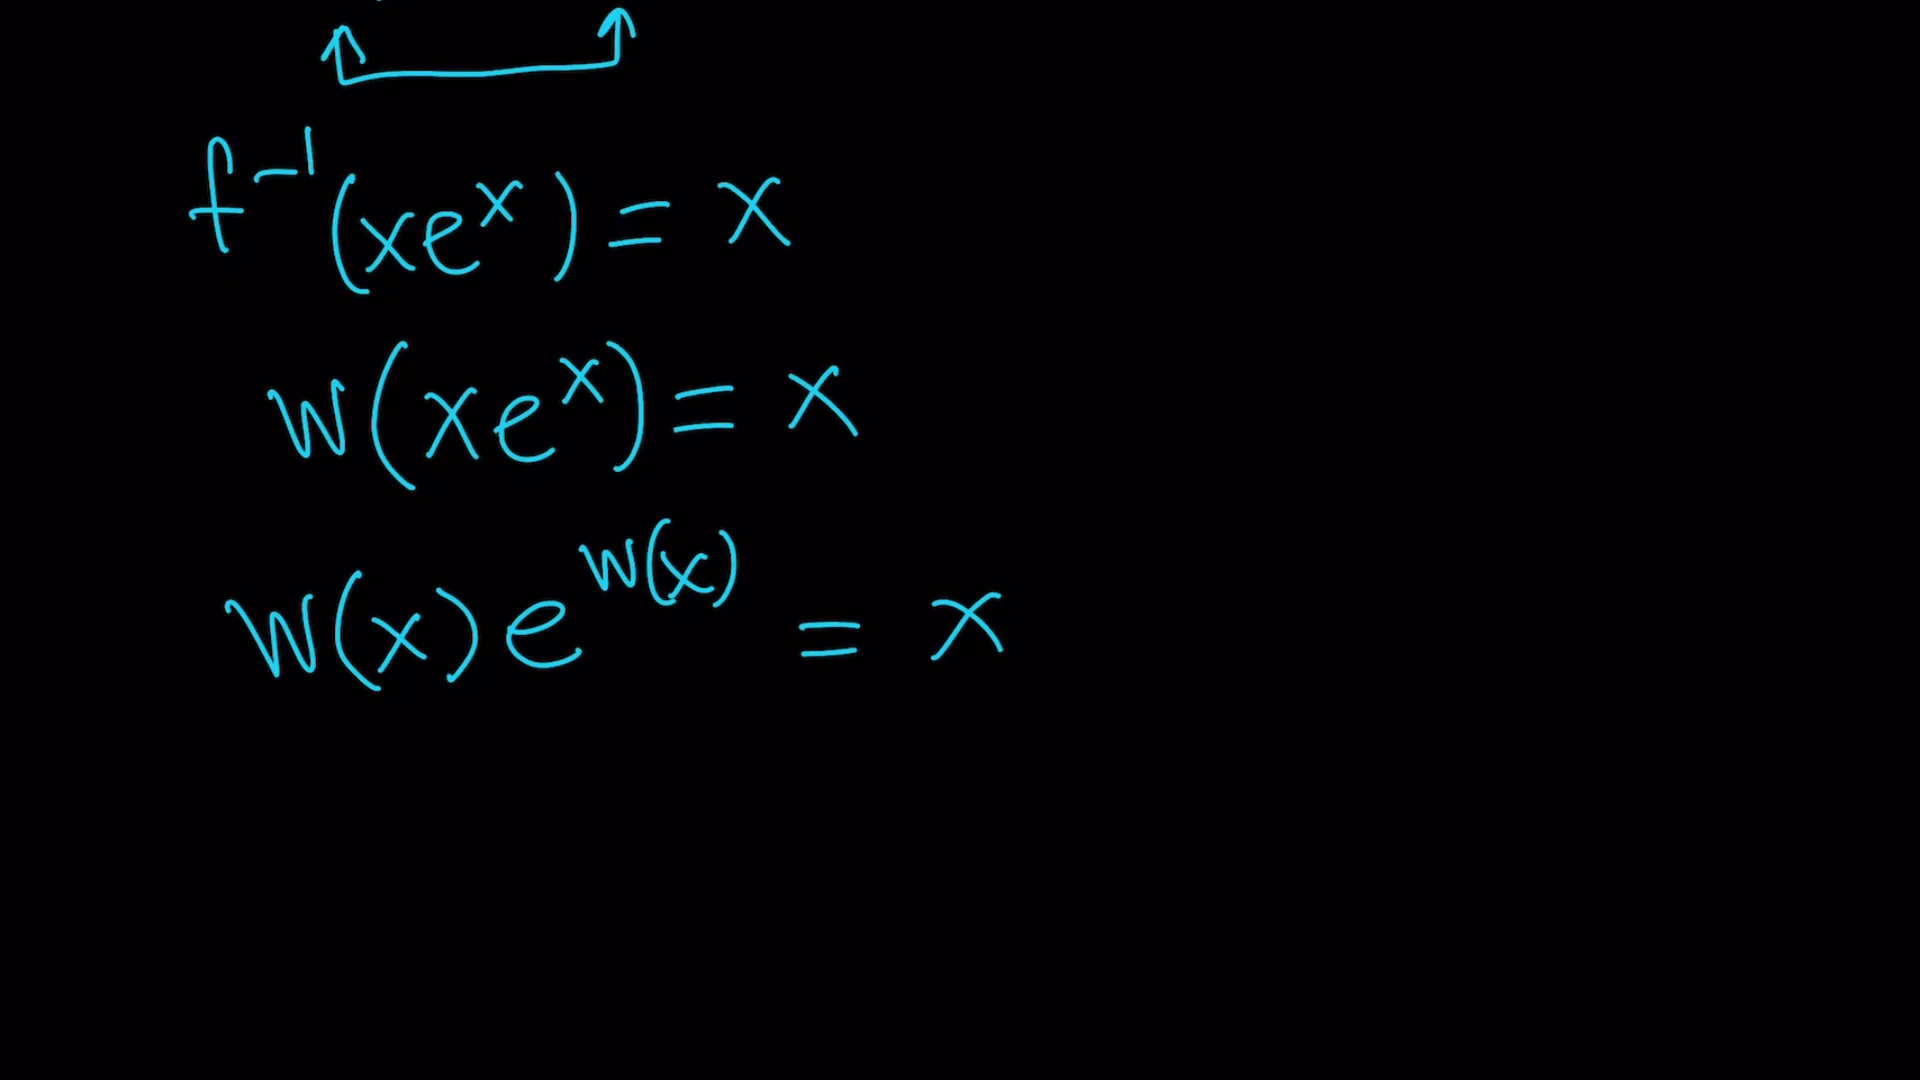 f⁻¹(xeˣ) = x
W(xeˣ) = x
W(x)e^W(x) = x